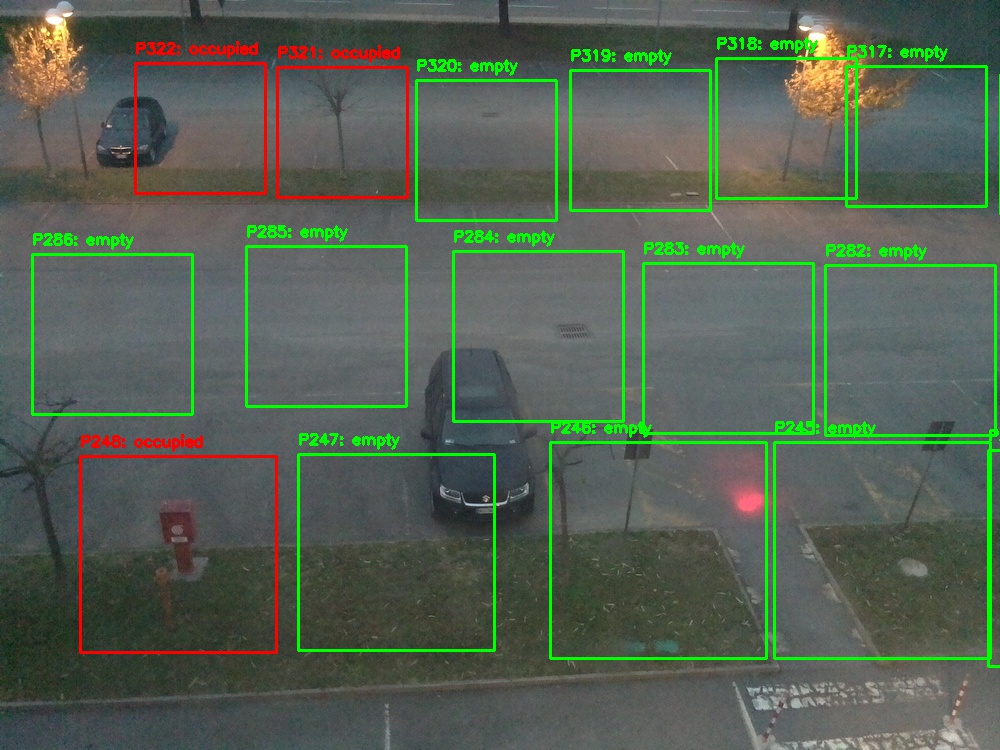 P322: occupied
P321: occupied
P320: empty
P319: empty
P318: empty
P317: empty
P286: empty
P285: empty
P284: empty
P283: empty
P282: empty
P248: occupied
P247: empty
P246: empty
P245: empty